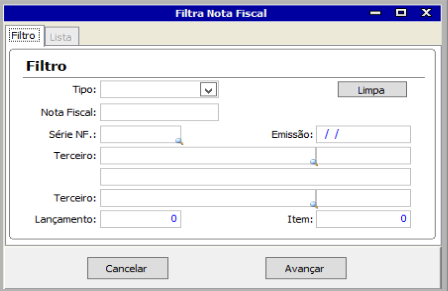 Filtra Nota Fiscal
Filtro Lista
Filtro
Tipo: Limpa
Nota Fiscal:
Série NF.: Emissão: / /
Terceiro:
Terceiro:
Lançamento: 0 Item: 0
Cancelar Avançar